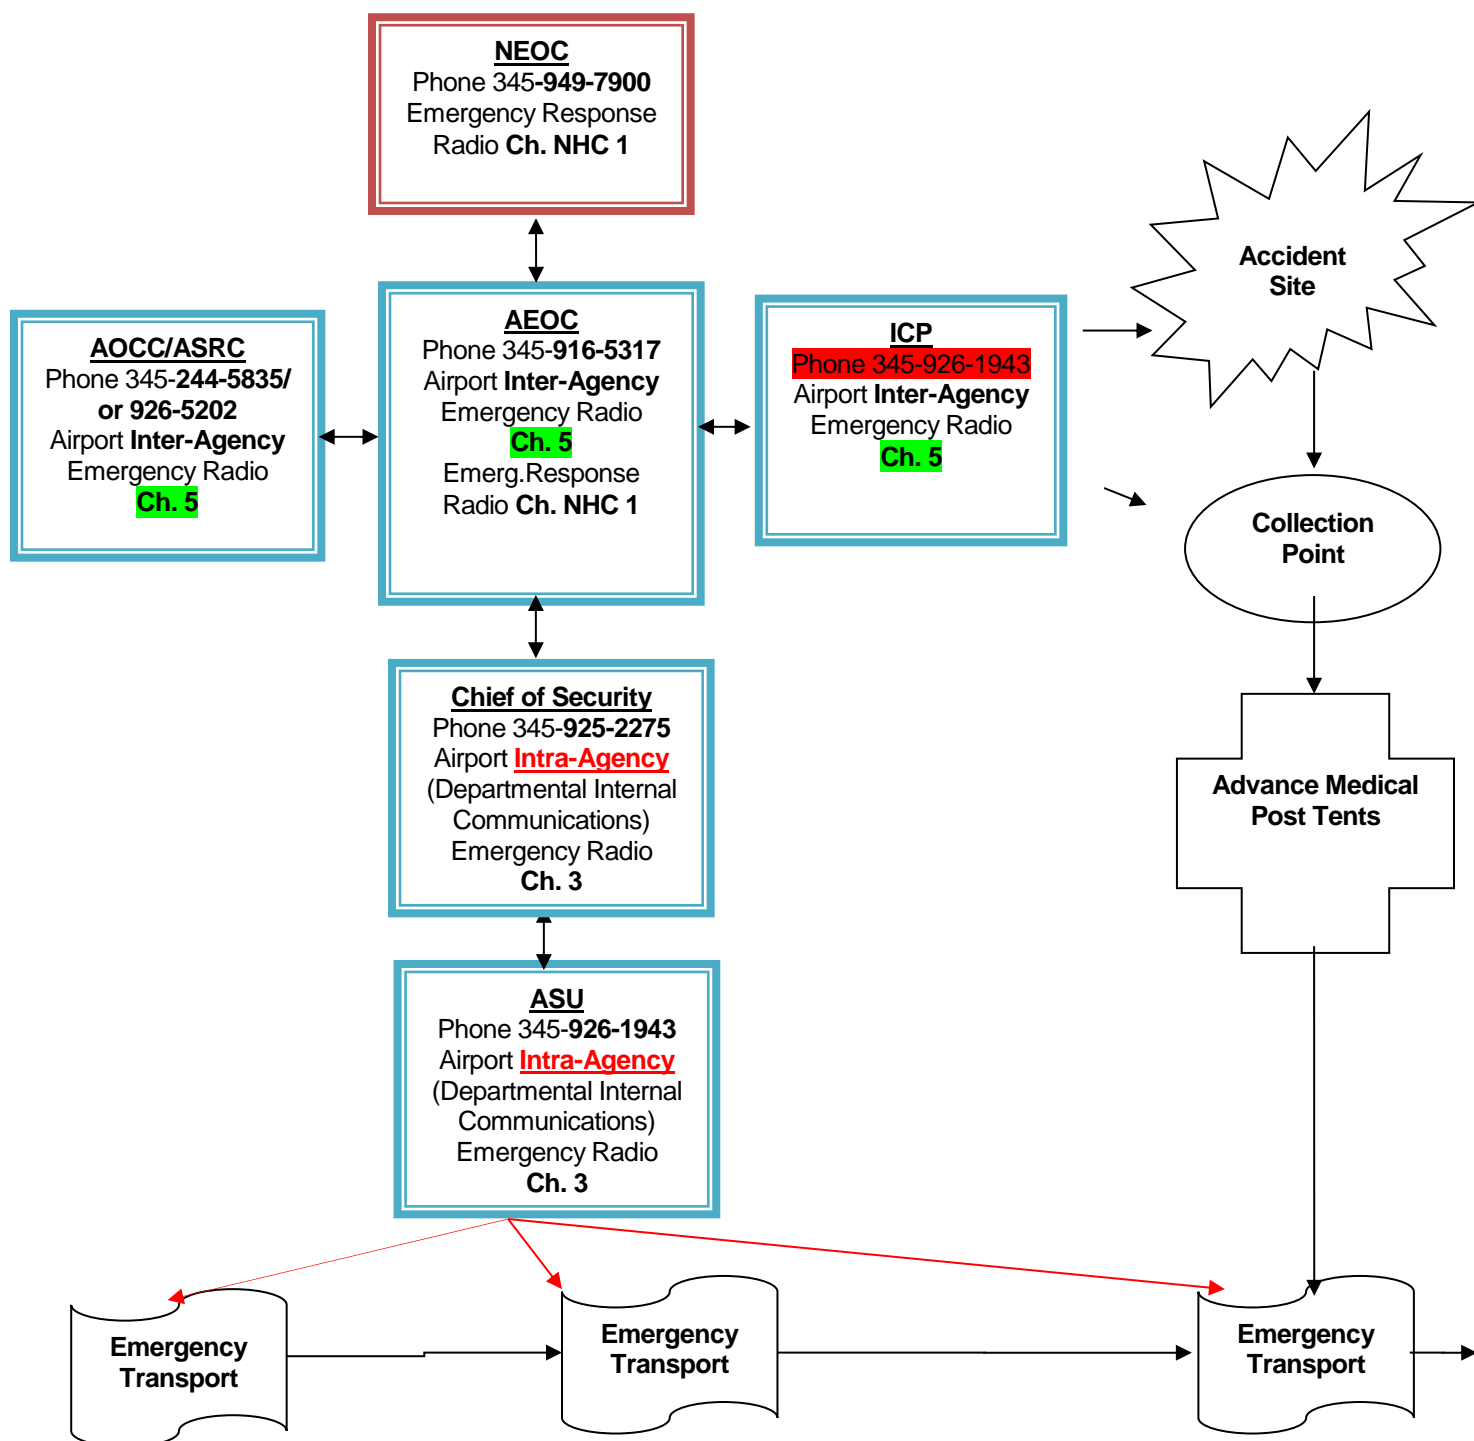 NEOC
Phone 345-949-7900
Emergency Response
Radio Ch. NHC 1
Accident
Site
AOCC/ASRC
Phone 345-244-5835/
or 926-5202
Airport Inter-Agency
Emergency Radio
Ch. 5
AEOC
Phone 345-916-5317
Airport Inter-Agency
Emergency Radio
Ch. 5
Emerg.Response
Radio Ch. NHC 1
ICP
Phone 345-926-1943
Airport Inter-Agency
Emergency Radio
Ch. 5
Collection
Point
Chief of Security
Phone 345-925-2275
Airport Intra-Agency
(Departmental Internal
Communications)
Emergency Radio
Ch. 3
Advance Medical
Post Tents
ASU
Phone 345-926-1943
Airport Intra-Agency
(Departmental Internal
Communications)
Emergency Radio
Ch. 3
Emergency
Transport
Emergency
Transport
Emergency
Transport